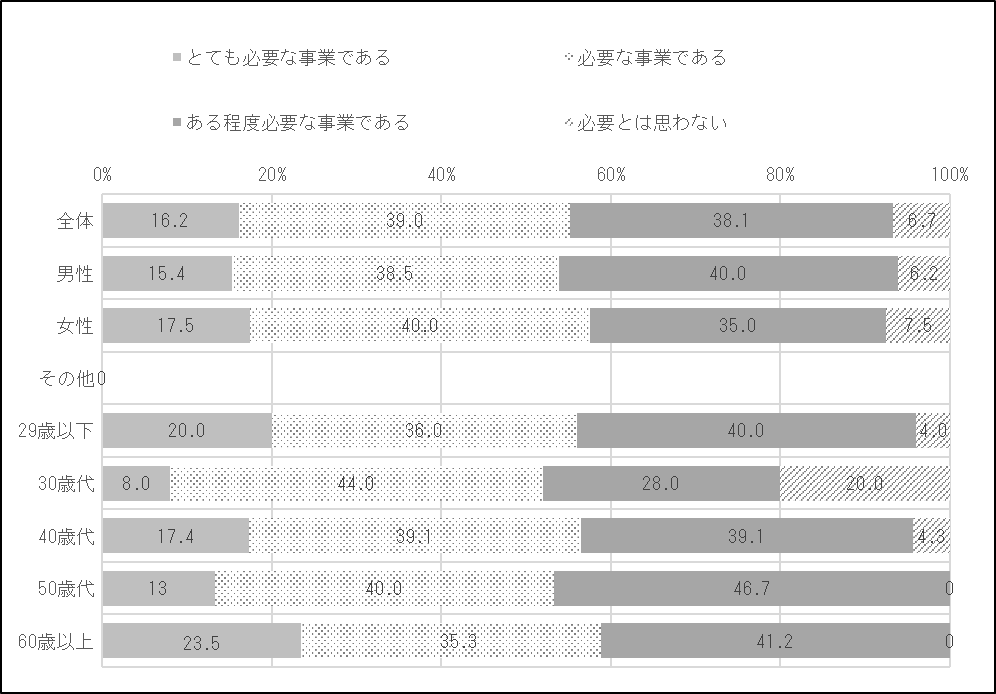 とても必要な事業である 必要な事業である
ある程度必要な事業である 必要とは思わない
0% 20% 40% 60% 80% 100%
全体 16.2 39.0 38.1 6.7
男性 15.4 38.5 40.0 6.2
女性 17.5 40.0 35.0 7.5
その他 0
29歳以下 20.0 36.0 40.0 4.0
30歳代 8.0 44.0 28.0 20.0
40歳代 17.4 39.1 39.1 4.3
50歳代 13 40.0 46.7 0
60歳以上 23.5 35.3 41.2 0